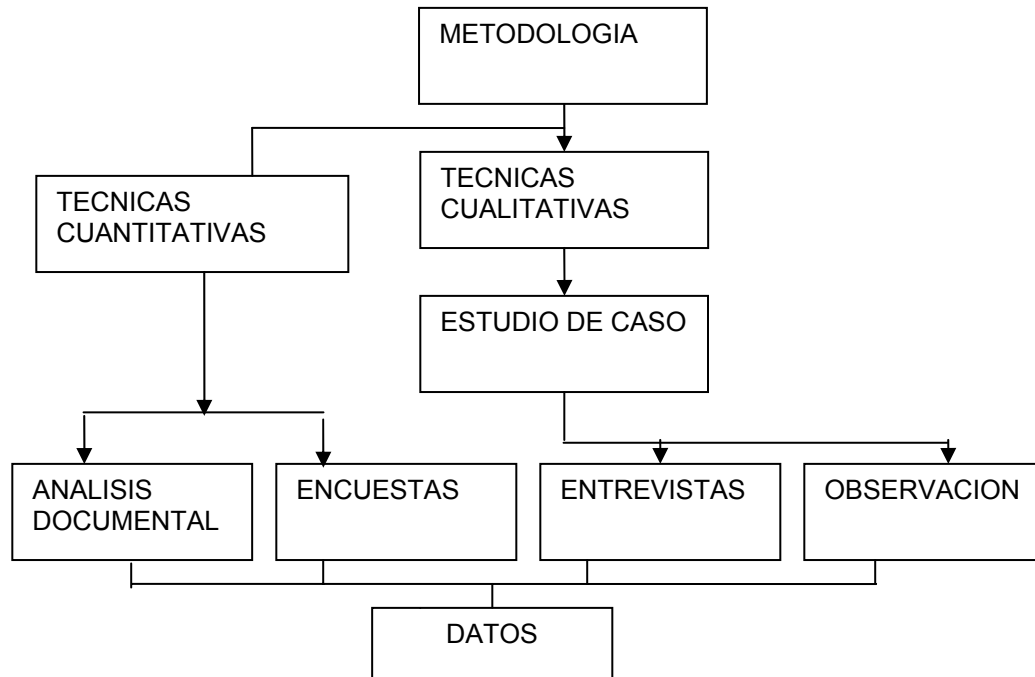 METODOLOGIA
TECNICAS
CUANTITATIVAS
TECNICAS
CUALITATIVAS
ESTUDIO DE CASO
ANALISIS
DOCUMENTAL
ENCUESTAS
ENTREVISTAS
OBSERVACION
DATOS